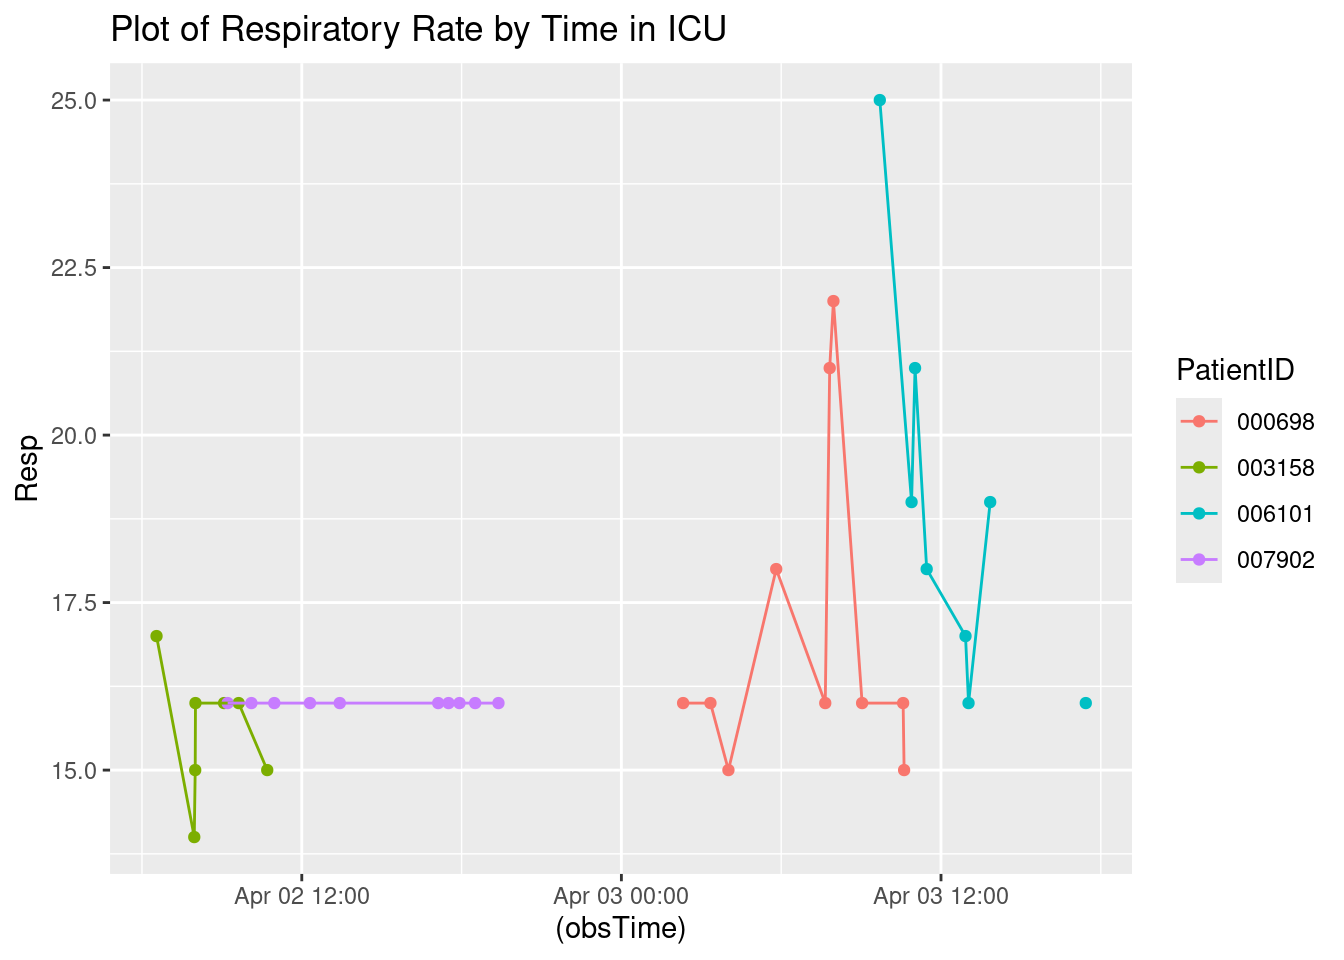 Plot of Respiratory Rate by Time in ICU
25.0
22.5
20.0
17.5
15.0
Resp
Apr 02 12:00
Apr 03 00:00
Apr 03 12:00
(obsTime)
PatientID
000698
003158
006101
007902